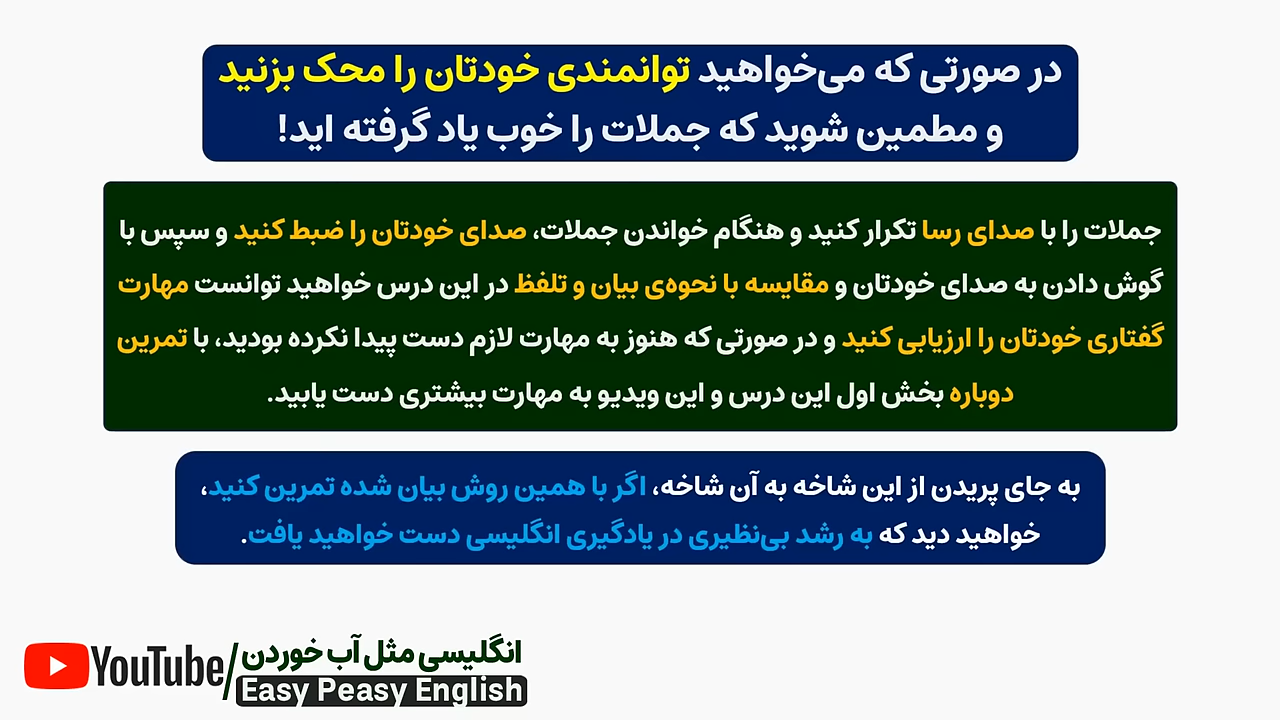 در صورتی که می‌خواهید توانمندی خودتان را محک بزنید
و مطمین شوید که جملات را خوب یاد گرفته اید!
جملات را با صدای رسا تکرار کنید و هنگام خواندن جملات، صدای خودتان را ضبط کنید و سپس با
گوش دادن به صدای خودتان و مقایسه با نحوه‌ی بیان و تلفظ در این درس خواهید توانست مهارت
گفتاری خودتان را ارزیابی کنید و در صورتی که هنوز به مهارت لازم دست پیدا نکرده بودید، با تمرین
دوباره بخش اول این درس و این ویدیو به مهارت بیشتری دست یابید.
به جای پریدن از این شاخه به آن شاخه، اگر با همین روش بیان شده تمرین کنید،
خواهید دید که به رشد بی‌نظیری در یادگیری انگلیسی دست خواهید یافت.
YouTube/انگلیسی مثل آب خوردن
Easy Peasy English